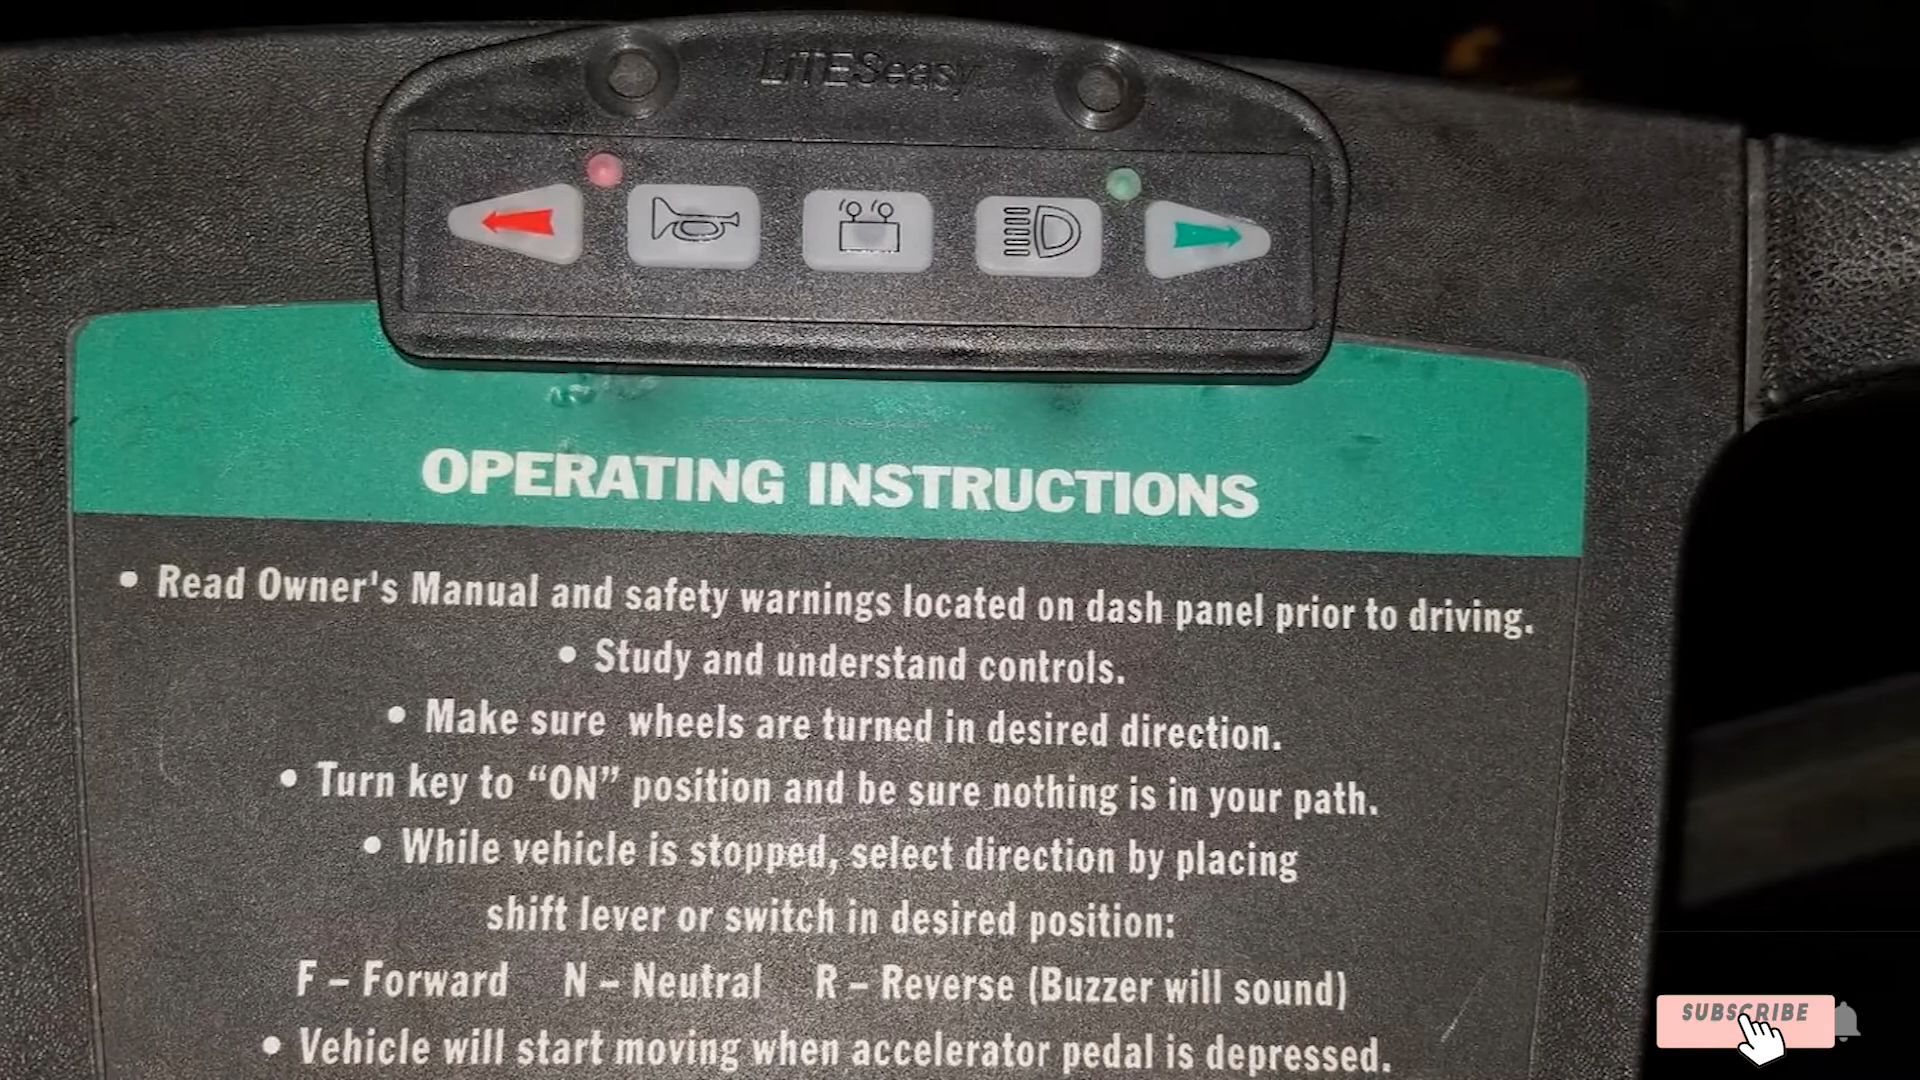 LiTESeasy
OPERATING INSTRUCTIONS
• Read Owner's Manual and safety warnings located on dash panel prior to driving.
• Study and understand controls.
• Make sure wheels are turned in desired direction.
• Turn key to “ON” position and be sure nothing is in your path.
• While vehicle is stopped, select direction by placing
shift lever or switch in desired position:
F – Forward N – Neutral R – Reverse (Buzzer will sound)
• Vehicle will start moving when accelerator pedal is depressed.
SUBSCRIBE